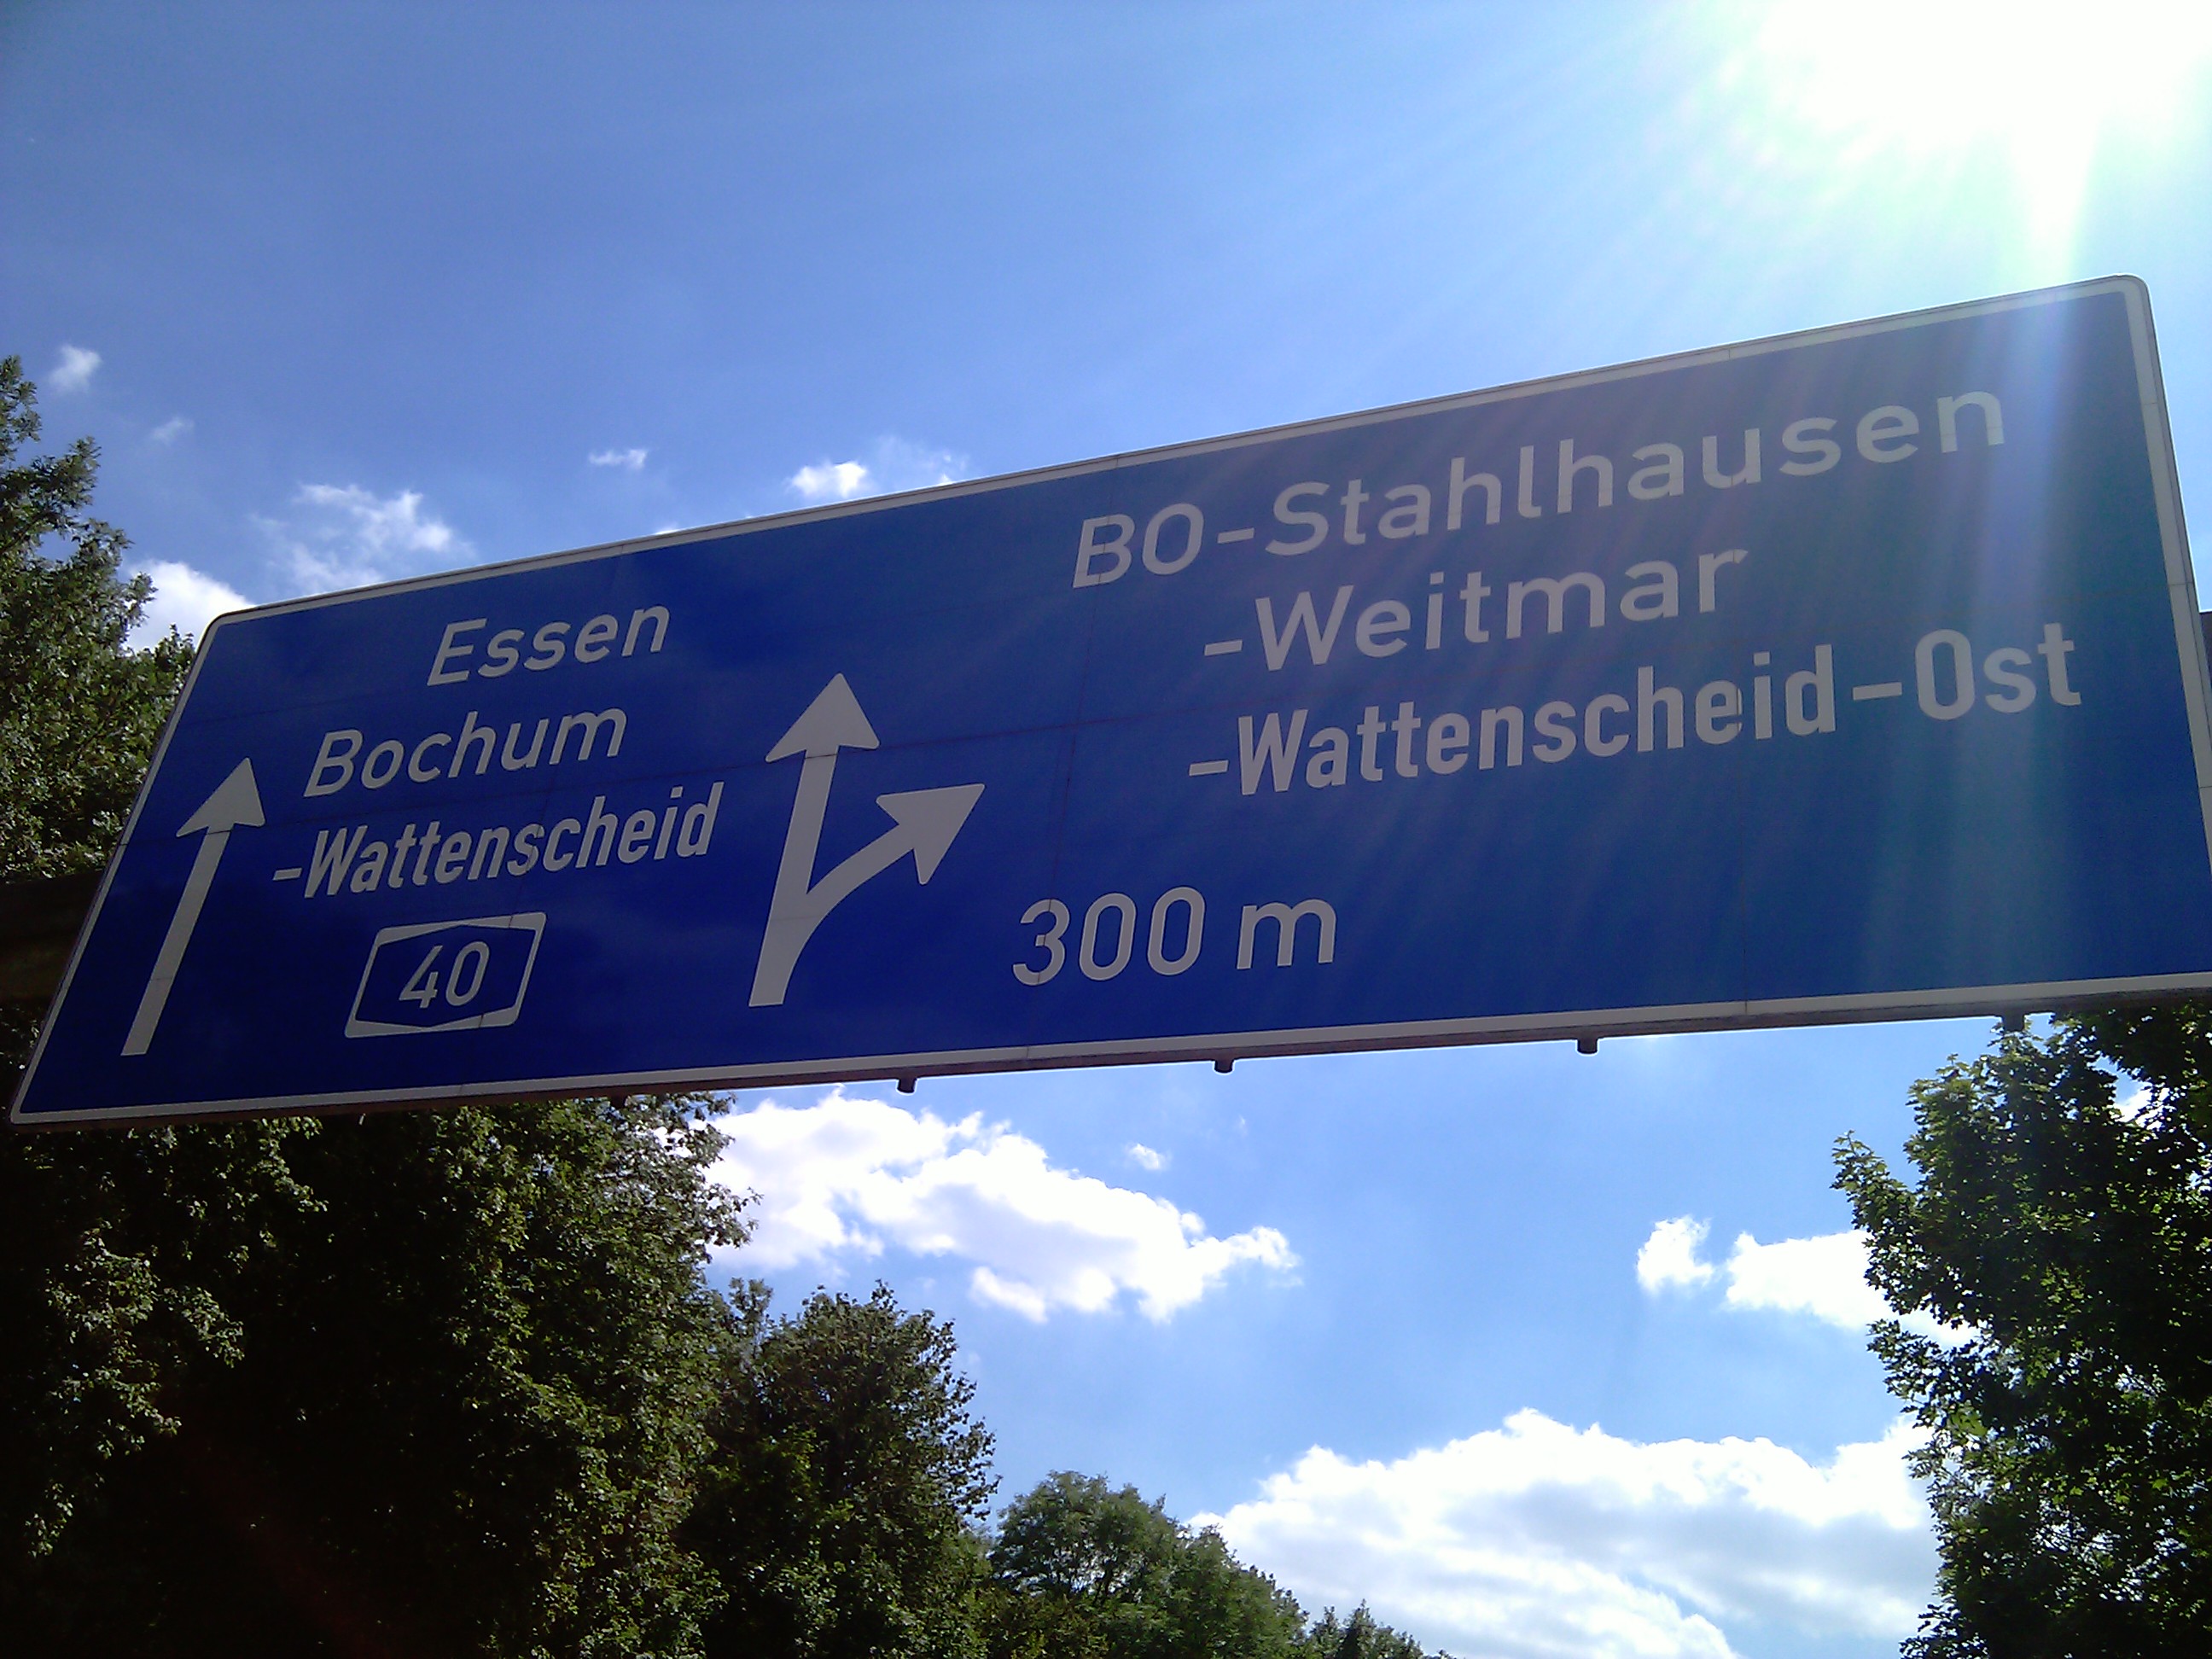 Essen
Bochum
-Wattenscheid
40
BO-Stahlhausen
-Weitmar
-Wattenscheid-Ost
300 m